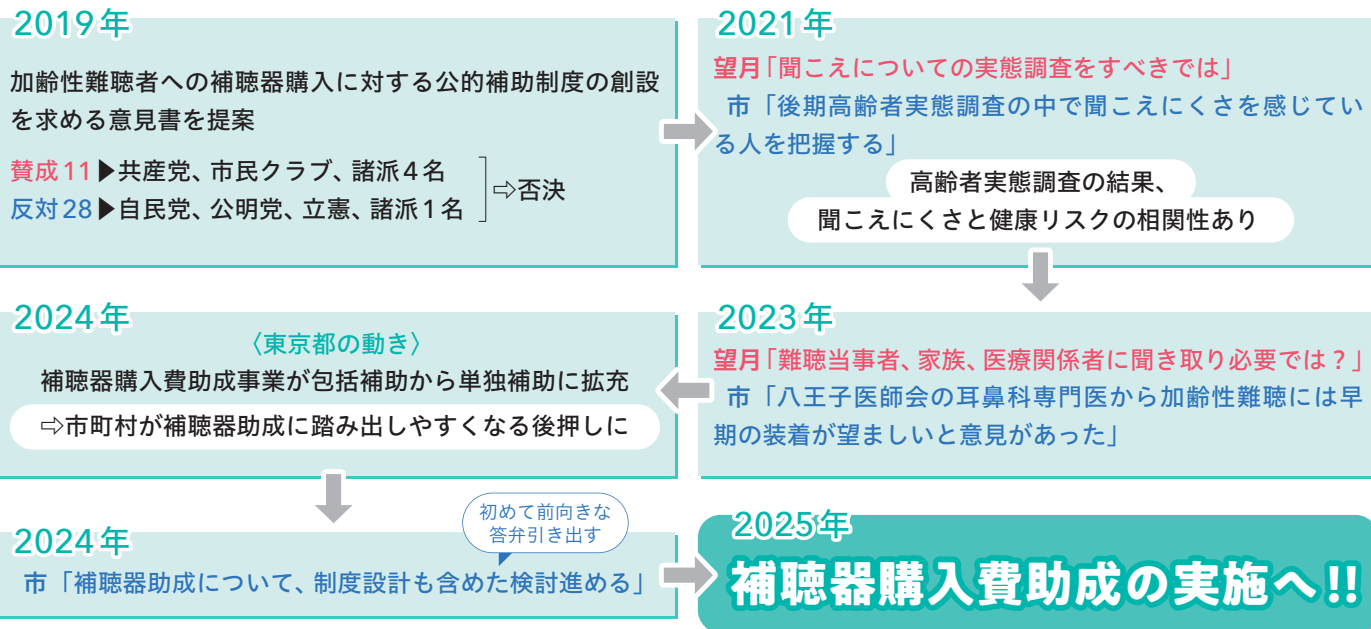 2019年
加齢性難聴者への補聴器購入に対する公的補助制度の創設
を求める意見書を提案
賛成11▶共産党、市民クラブ、諸派4名
反対28▶自民党、公明党、立憲、諸派1名
⇨否決
2021年
望月「聞こえについての実態調査をすべきでは」
市「後期高齢者実態調査の中で聞こえにくさを感じてい
る人を把握する」
高齢者実態調査の結果、
聞こえにくさと健康リスクの相関性あり
2023年
望月「難聴当事者、家族、医療関係者に聞き取り必要では？」
市「八王子医師会の耳鼻科専門医から加齢性難聴には早
期の装着が望ましいと意見があった」
2024年
〈東京都の動き〉
補聴器購入費助成事業が包括補助から単独補助に拡充
⇨市町村が補聴器助成に踏み出しやすくなる後押しに
2024年
初めて前向きな
答弁引き出す
市「補聴器助成について、制度設計も含めた検討進める」
2025年
補聴器購入費助成の実施へ!!